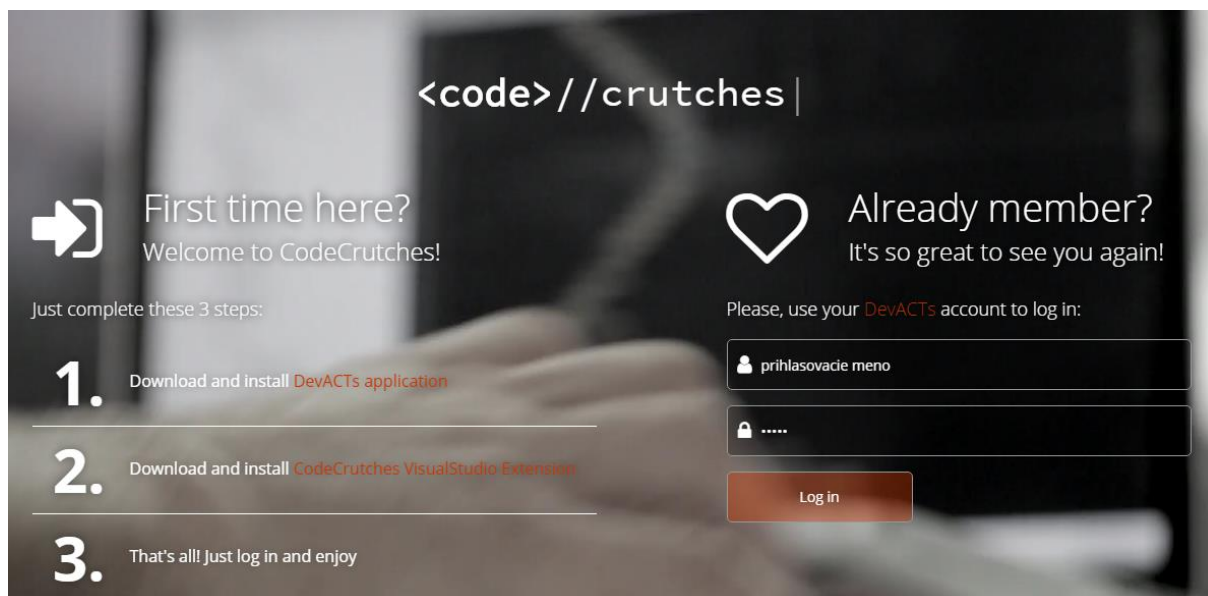 <code>//crutches|
First time here?
Welcome to CodeCrutches!
Just complete these 3 steps:
1. Download and install DevACTs application
2. Download and install CodeCrutches VisualStudio Extension
3. That's all! Just log in and enjoy
Already member?
It's so great to see you again!
Please, use your DevACTs account to log in:
prihlasovacie meno
•••••
Log in